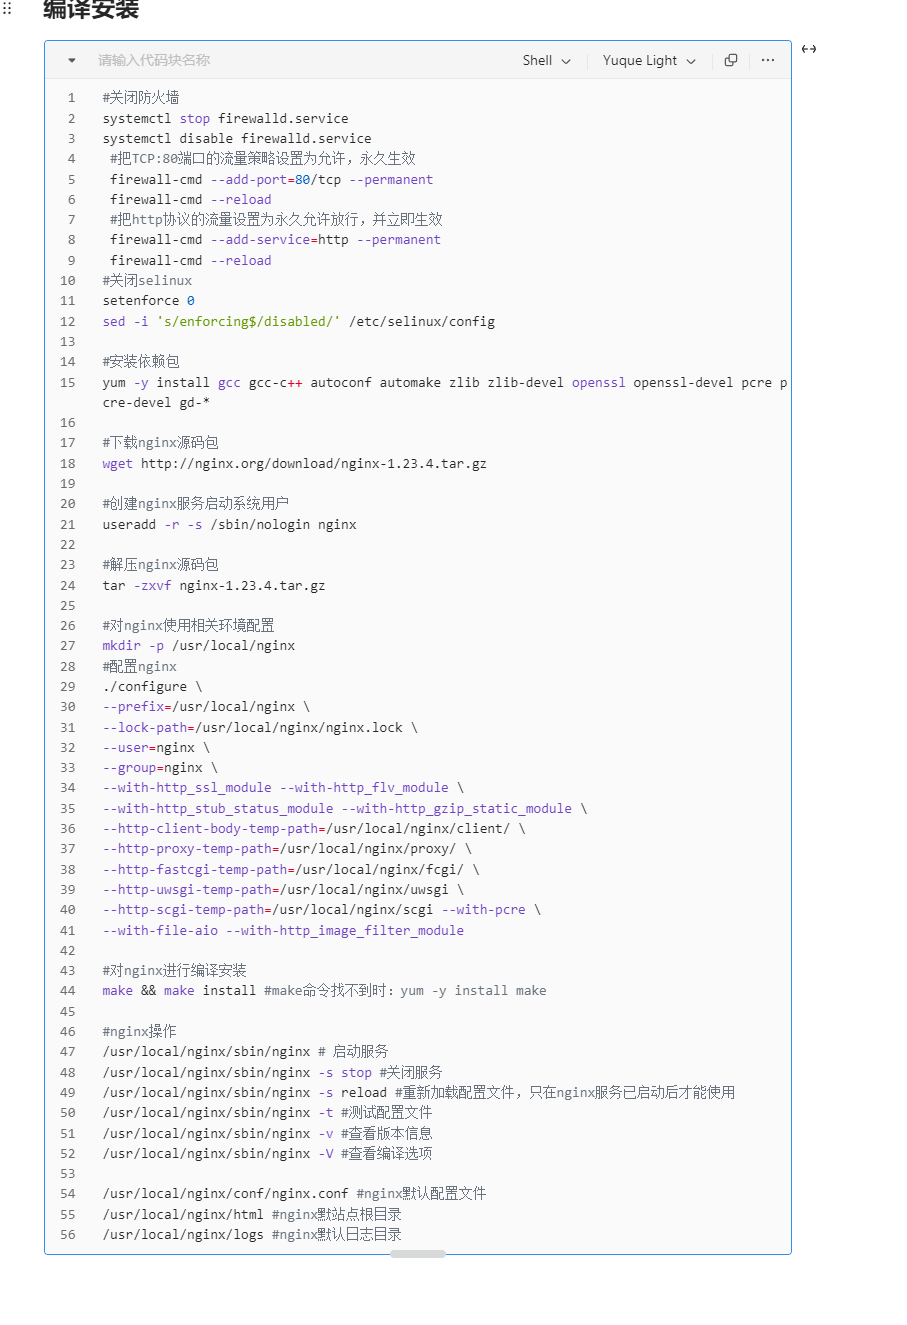 编译安装
请输入代码块名称 Shell Yuque Light
1 #关闭防火墙
2 systemctl stop firewalld.service
3 systemctl disable firewalld.service
4 #把TCP:80端口的流量策略设置为允许，永久生效
5 firewall-cmd --add-port=80/tcp --permanent
6 firewall-cmd --reload
7 #把http协议的流量设置为永久允许放行，并立即生效
8 firewall-cmd --add-service=http --permanent
9 firewall-cmd --reload
10 #关闭selinux
11 setenforce 0
12 sed -i 's/enforcing$/disabled/' /etc/selinux/config
13
14 #安装依赖包
15 yum -y install gcc gcc-c++ autoconf automake zlib zlib-devel openssl openssl-devel pcre p
cre-devel gd-*
16
17 #下载nginx源码包
18 wget http://nginx.org/download/nginx-1.23.4.tar.gz
19
20 #创建nginx服务启动系统用户
21 useradd -r -s /sbin/nologin nginx
22
23 #解压nginx源码包
24 tar -zxvf nginx-1.23.4.tar.gz
25
26 #对nginx使用相关环境配置
27 mkdir -p /usr/local/nginx
28 #配置nginx
29 ./configure \
30 --prefix=/usr/local/nginx \
31 --lock-path=/usr/local/nginx/nginx.lock \
32 --user=nginx \
33 --group=nginx \
34 --with-http_ssl_module --with-http_flv_module \
35 --with-http_stub_status_module --with-http_gzip_static_module \
36 --http-client-body-temp-path=/usr/local/nginx/client/ \
37 --http-proxy-temp-path=/usr/local/nginx/proxy/ \
38 --http-fastcgi-temp-path=/usr/local/nginx/fcgi/ \
39 --http-uwsgi-temp-path=/usr/local/nginx/uwsgi \
40 --http-scgi-temp-path=/usr/local/nginx/scgi --with-pcre \
41 --with-file-aio --with-http_image_filter_module
42
43 #对nginx进行编译安装
44 make && make install #make命令找不到时：yum -y install make
45
46 #nginx操作
47 /usr/local/nginx/sbin/nginx # 启动服务
48 /usr/local/nginx/sbin/nginx -s stop #关闭服务
49 /usr/local/nginx/sbin/nginx -s reload #重新加载配置文件，只在nginx服务已启动后才能使用
50 /usr/local/nginx/sbin/nginx -t #测试配置文件
51 /usr/local/nginx/sbin/nginx -v #查看版本信息
52 /usr/local/nginx/sbin/nginx -V #查看编译选项
53
54 /usr/local/nginx/conf/nginx.conf #nginx默认配置文件
55 /usr/local/nginx/html #nginx默站点根目录
56 /usr/local/nginx/logs #nginx默认日志目录